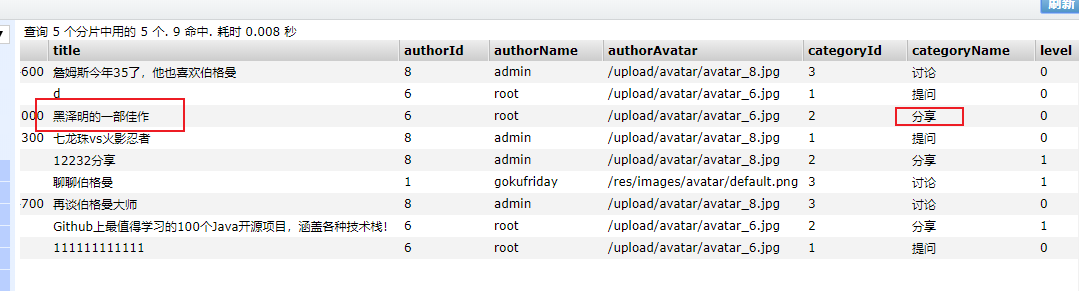 刷新
查询 5 个分片中用的 5 个. 9 命中. 耗时 0.008 秒
title authorId authorName authorAvatar categoryId categoryName level
600 詹姆斯今年35了，他也喜欢伯格曼 8 admin /upload/avatar/avatar_8.jpg 3 讨论 0
d 6 root /upload/avatar/avatar_6.jpg 1 提问 0
000 黑泽明的一部佳作 6 root /upload/avatar/avatar_6.jpg 2 分享 0
300 七龙珠vs火影忍者 8 admin /upload/avatar/avatar_8.jpg 1 提问 0
12232分享 8 admin /upload/avatar/avatar_8.jpg 2 分享 1
聊聊伯格曼 1 gokufriday /res/images/avatar/default.png 3 讨论 1
700 再谈伯格曼大师 8 admin /upload/avatar/avatar_8.jpg 3 讨论 0
Github上最值得学习的100个Java开源项目，涵盖各种技术栈！ 6 root /upload/avatar/avatar_6.jpg 2 分享 1
111111111111 6 root /upload/avatar/avatar_6.jpg 1 提问 0